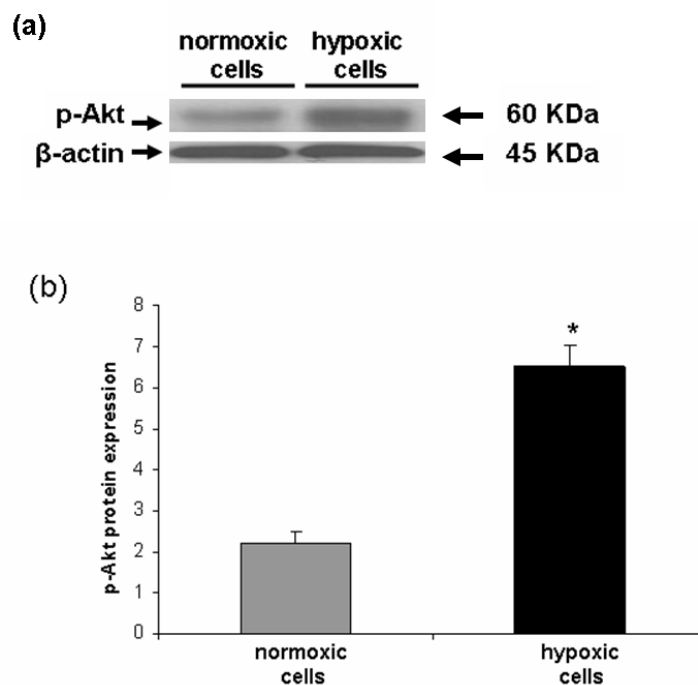 (a)
normoxic cells
hypoxic cells
p-Akt
60 KDa
β-actin
45 KDa
(b)
p-Akt protein expression
8
7
6
5
4
3
2
1
0
*
normoxic cells
hypoxic cells